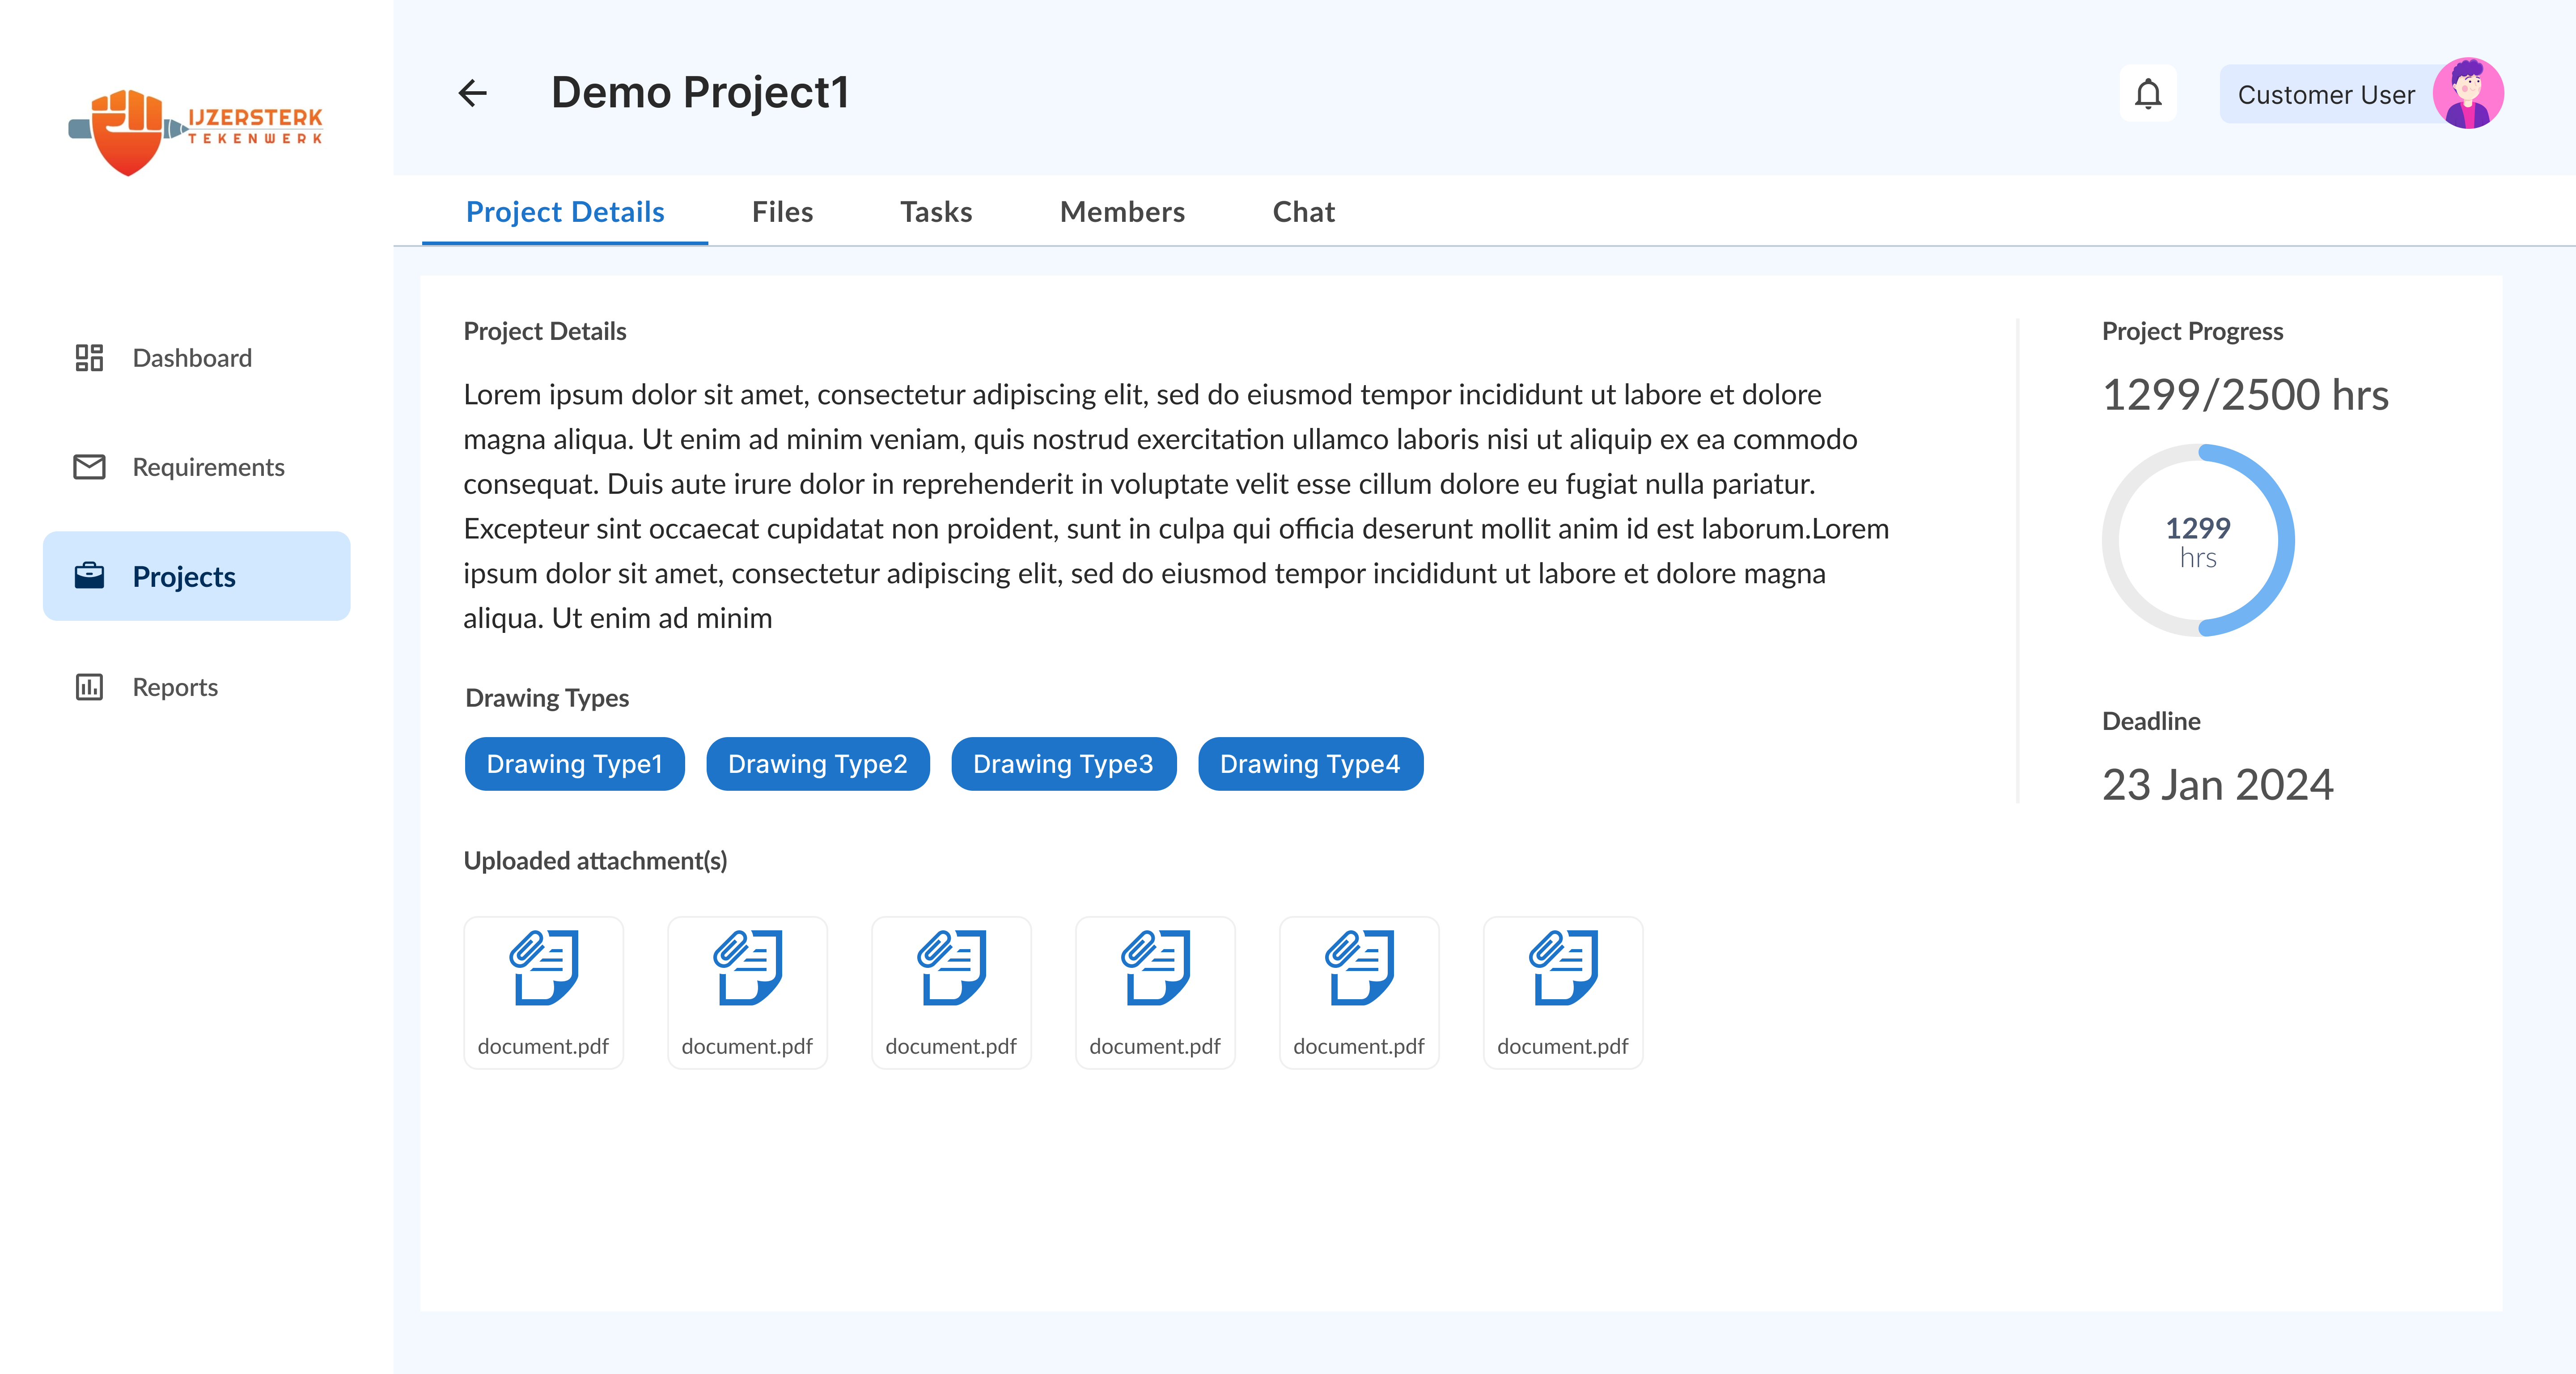 IJZERSTERK
TEKENWERK
Dashboard
Requirements
Projects
Reports
Demo Project1
Customer User
Project Details
Files
Tasks
Members
Chat
Project Details
Lorem ipsum dolor sit amet, consectetur adipiscing elit, sed do eiusmod tempor incididunt ut labore et dolore
magna aliqua. Ut enim ad minim veniam, quis nostrud exercitation ullamco laboris nisi ut aliquip ex ea commodo
consequat. Duis aute irure dolor in reprehenderit in voluptate velit esse cillum dolore eu fugiat nulla pariatur.
Excepteur sint occaecat cupidatat non proident, sunt in culpa qui officia deserunt mollit anim id est laborum.Lorem
ipsum dolor sit amet, consectetur adipiscing elit, sed do eiusmod tempor incididunt ut labore et dolore magna
aliqua. Ut enim ad minim
Drawing Types
Drawing Type1
Drawing Type2
Drawing Type3
Drawing Type4
Uploaded attachment(s)
document.pdf
document.pdf
document.pdf
document.pdf
document.pdf
document.pdf
Project Progress
1299/2500 hrs
1299
hrs
Deadline
23 Jan 2024